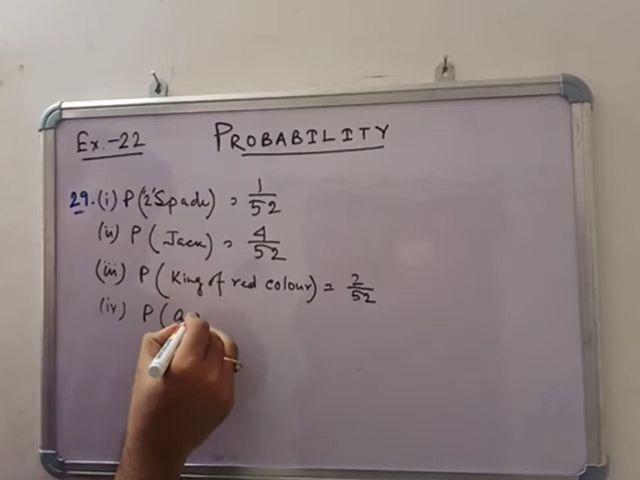 Ex.-22
PROBABILITY
29. (i) P('2' Spade) = 1/52
(ii) P(Jack) = 4/52
(iii) P(King of red colour) = 2/52
(iv) P(a